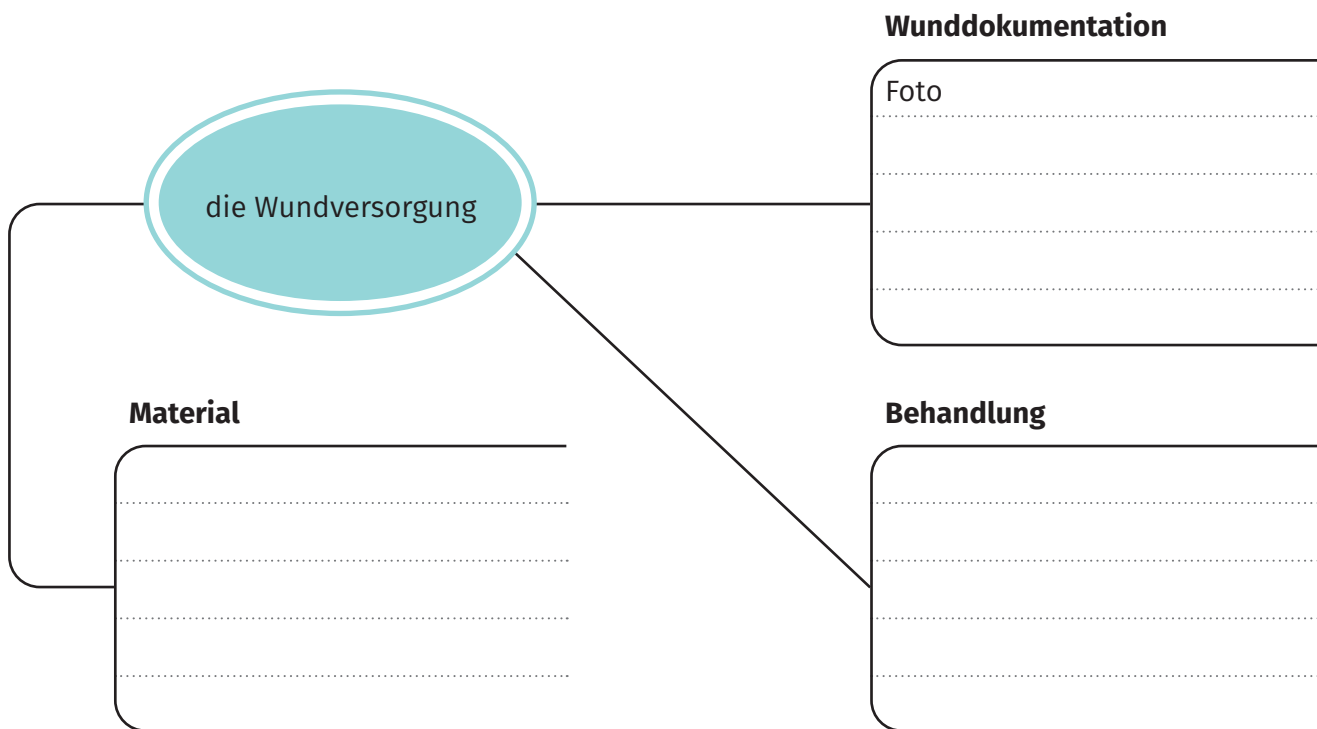 Wunddokumentation
Foto
die Wundversorgung
Material
Behandlung